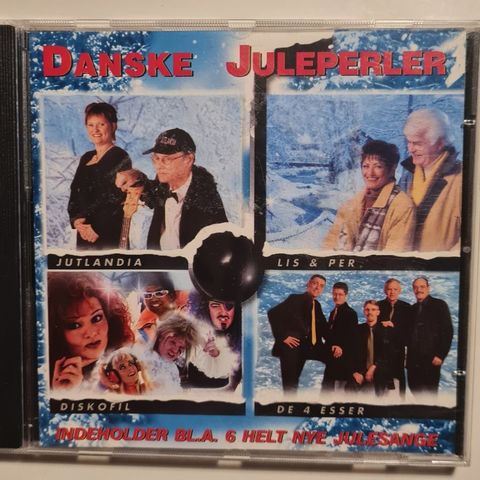 DANSKE JULEPERLER
JUTLANDIA
LIS & PER
DISKOFIL
DE 4 ESSER
INDEHOLDER BL.A. 6 HELT NYE JULESANGE